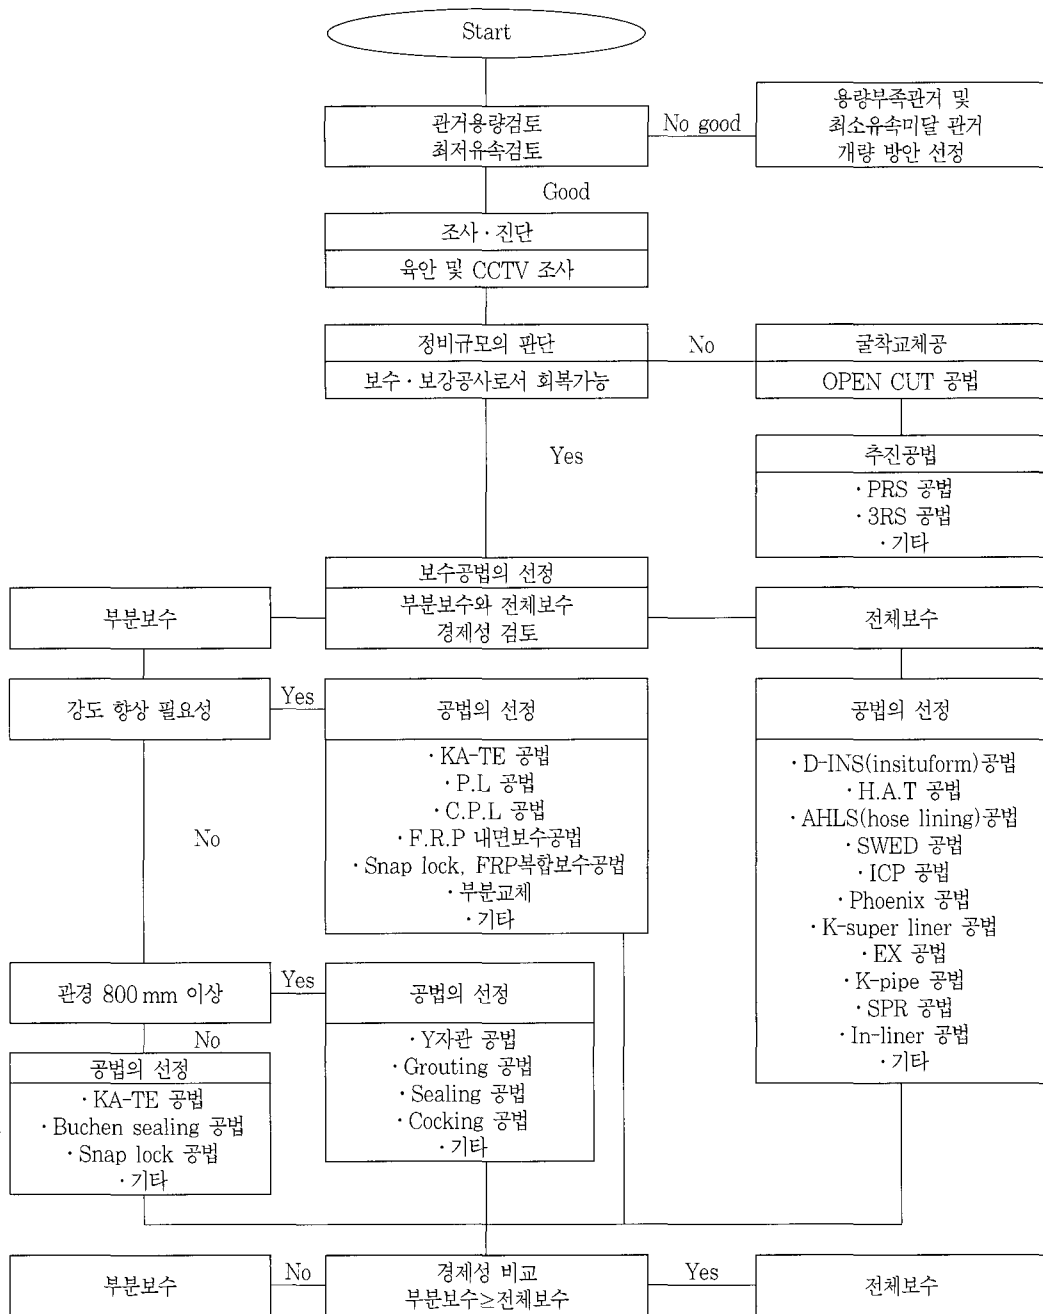 Start
관거용량검토
최저유속검토
No good
용량부족관거 및
최소유속미달 관거
개량 방안 선정
Good
조사·진단
육안 및 CCTV 조사
정비규모의 판단
보수·보강공사로서 회복가능
No
굴착교체공
OPEN CUT 공법
Yes
추진공법
·PRS 공법
·3RS 공법
·기타
보수공법의 선정
부분보수와 전체보수
경제성 검토
부분보수
전체보수
강도 향상 필요성
Yes
공법의 선정
·KA-TE 공법
·P.L 공법
·C.P.L 공법
·F.R.P 내면보수공법
·Snap lock, FRP복합보수공법
·부분교체
·기타
공법의 선정
·D-INS(insituform)공법
·H.A.T 공법
·AHLS(hose lining)공법
·SWED 공법
·ICP 공법
·Phoenix 공법
·K-super liner 공법
·EX 공법
·K-pipe 공법
·SPR 공법
·In-liner 공법
·기타
No
관경 800 mm 이상
Yes
공법의 선정
·Y자관 공법
·Grouting 공법
·Sealing 공법
·Cocking 공법
·기타
No
공법의 선정
·KA-TE 공법
·Buchen sealing 공법
·Snap lock 공법
·기타
부분보수
No
경제성 비교
부분보수≥전체보수
Yes
전체보수